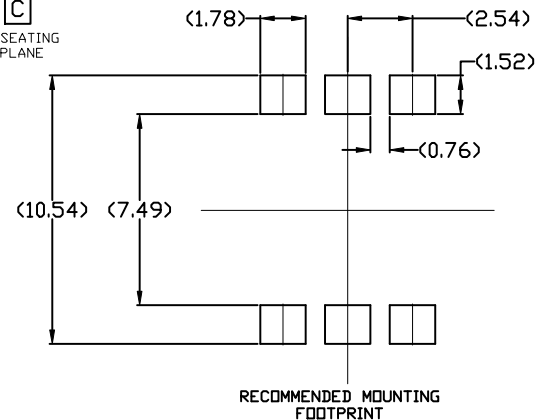 C
SEATING
PLANE
(1.78)
(2.54)
(1.52)
(0.76)
(10.54)
(7.49)
RECOMMENDED MOUNTING
FOOTPRINT